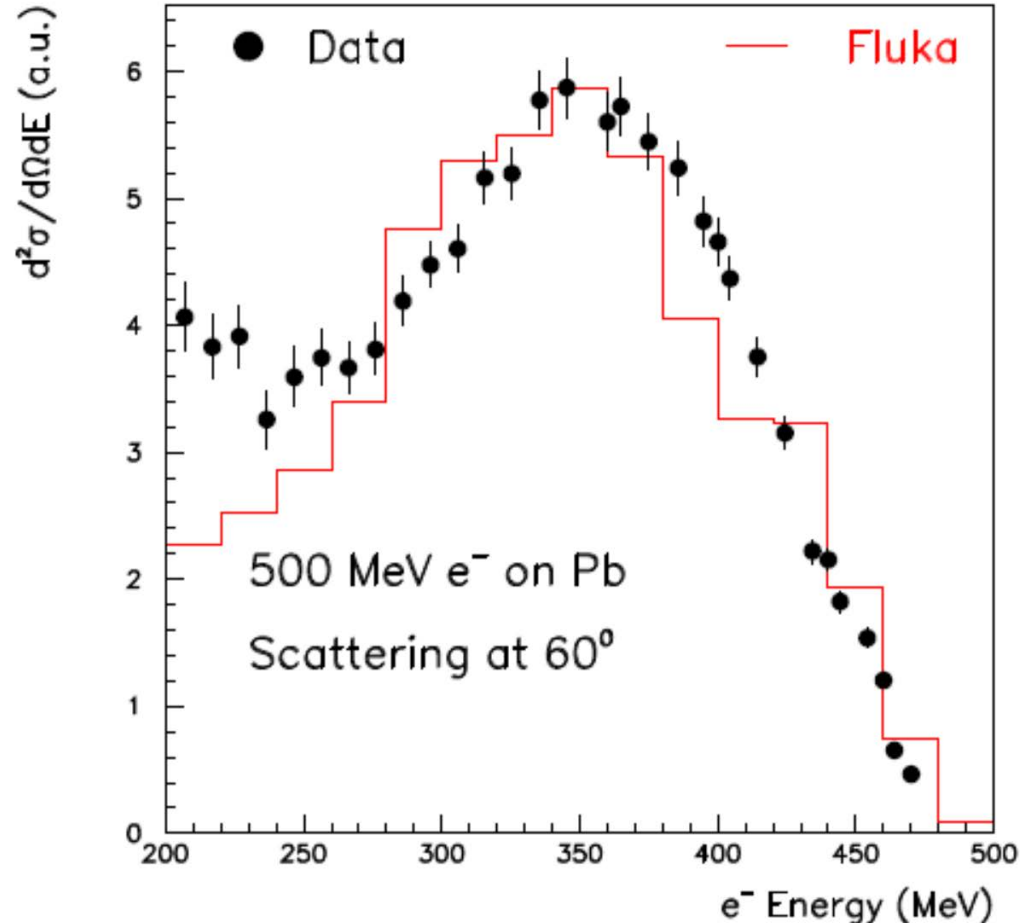 d²σ/dΩdE (a.u.)
Data
Fluka
6
5
4
3
2
1
0
500 MeV e⁻ on Pb
Scattering at 60⁰
200
250
300
350
400
450
500
e⁻ Energy (MeV)